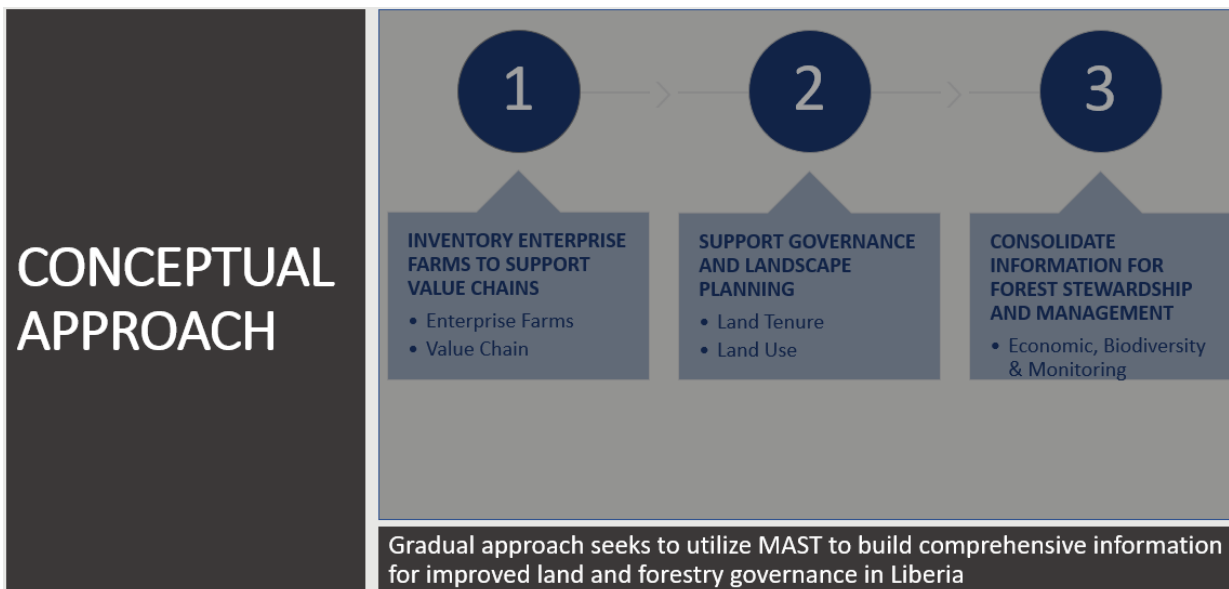 CONCEPTUAL
APPROACH
1
2
3
INVENTORY ENTERPRISE
FARMS TO SUPPORT
VALUE CHAINS
• Enterprise Farms
• Value Chain
SUPPORT GOVERNANCE
AND LANDSCAPE
PLANNING
• Land Tenure
• Land Use
CONSOLIDATE
INFORMATION FOR
FOREST STEWARDSHIP
AND MANAGEMENT
• Economic, Biodiversity
& Monitoring
Gradual approach seeks to utilize MAST to build comprehensive information
for improved land and forestry governance in Liberia